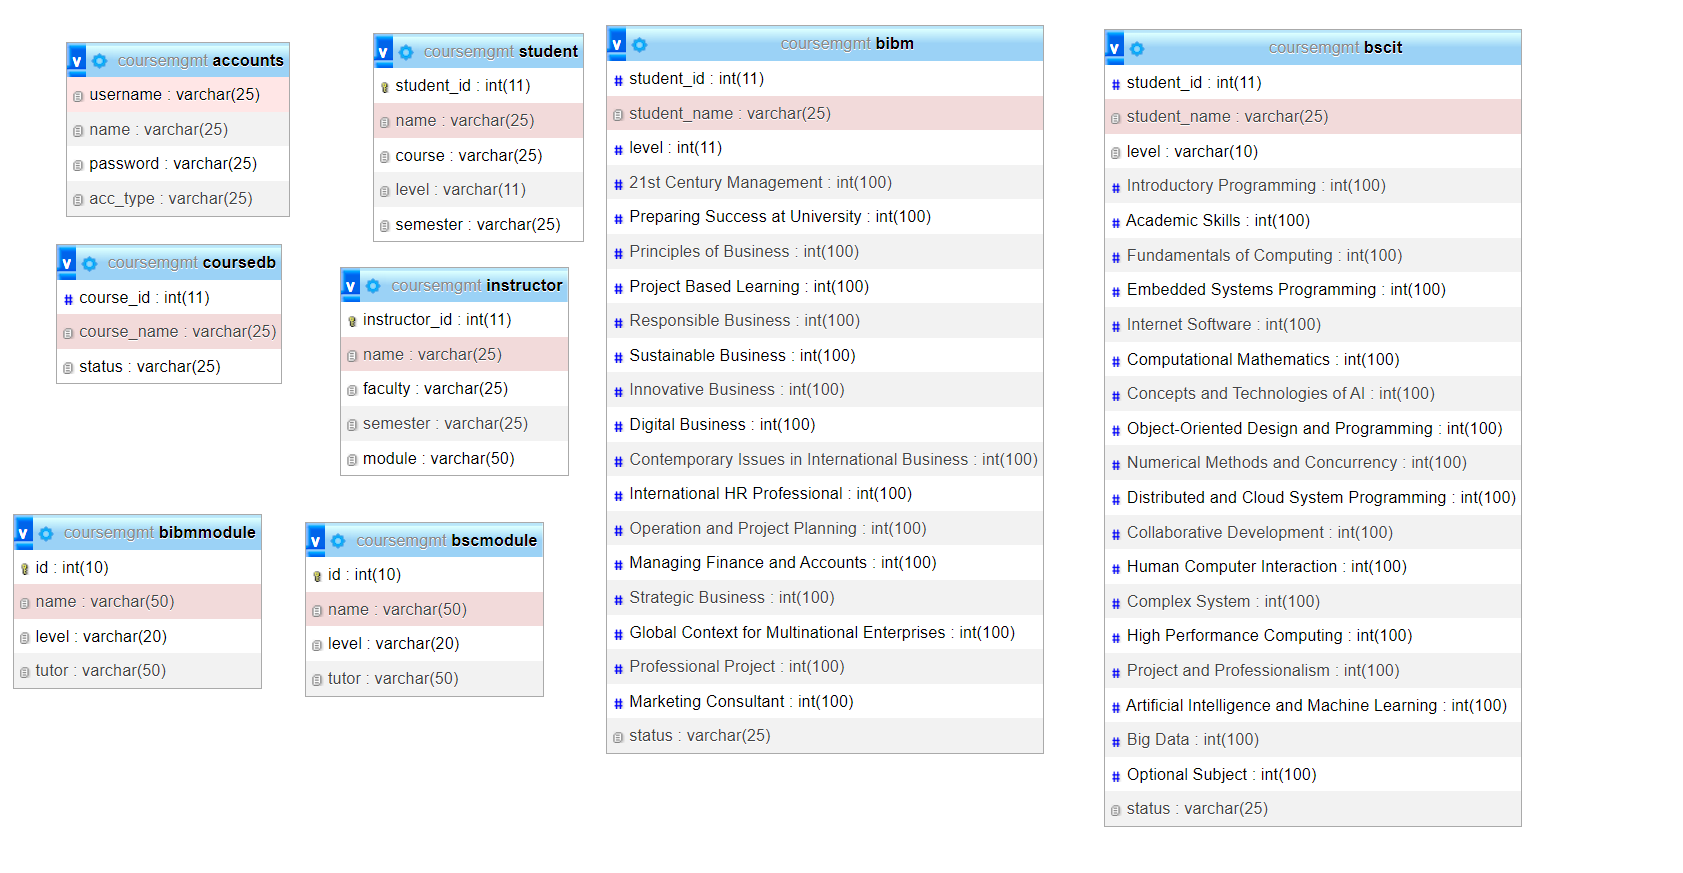 v coursemgmt accounts
username : varchar(25)
name : varchar(25)
password : varchar(25)
acc_type : varchar(25)
v coursemgmt coursedb
# course_id : int(11)
course_name : varchar(25)
status : varchar(25)
v coursemgmt bibmmodule
id : int(10)
name : varchar(50)
level : varchar(20)
tutor : varchar(50)
v coursemgmt student
student_id : int(11)
name : varchar(25)
course : varchar(25)
level : varchar(11)
semester : varchar(25)
v coursemgmt instructor
instructor_id : int(11)
name : varchar(25)
faculty : varchar(25)
semester : varchar(25)
module : varchar(50)
v coursemgmt bscmodule
id : int(10)
name : varchar(50)
level : varchar(20)
tutor : varchar(50)
v coursemgmt bibm
# student_id : int(11)
student_name : varchar(25)
# level : int(11)
# 21st Century Management : int(100)
# Preparing Success at University : int(100)
# Principles of Business : int(100)
# Project Based Learning : int(100)
# Responsible Business : int(100)
# Sustainable Business : int(100)
# Innovative Business : int(100)
# Digital Business : int(100)
# Contemporary Issues in International Business : int(100)
# International HR Professional : int(100)
# Operation and Project Planning : int(100)
# Managing Finance and Accounts : int(100)
# Strategic Business : int(100)
# Global Context for Multinational Enterprises : int(100)
# Professional Project : int(100)
# Marketing Consultant : int(100)
status : varchar(25)
v coursemgmt bscit
# student_id : int(11)
student_name : varchar(25)
level : varchar(10)
# Introductory Programming : int(100)
# Academic Skills : int(100)
# Fundamentals of Computing : int(100)
# Embedded Systems Programming : int(100)
# Internet Software : int(100)
# Computational Mathematics : int(100)
# Concepts and Technologies of AI : int(100)
# Object-Oriented Design and Programming : int(100)
# Numerical Methods and Concurrency : int(100)
# Distributed and Cloud System Programming : int(100)
# Collaborative Development : int(100)
# Human Computer Interaction : int(100)
# Complex System : int(100)
# High Performance Computing : int(100)
# Project and Professionalism : int(100)
# Artificial Intelligence and Machine Learning : int(100)
# Big Data : int(100)
# Optional Subject : int(100)
status : varchar(25)